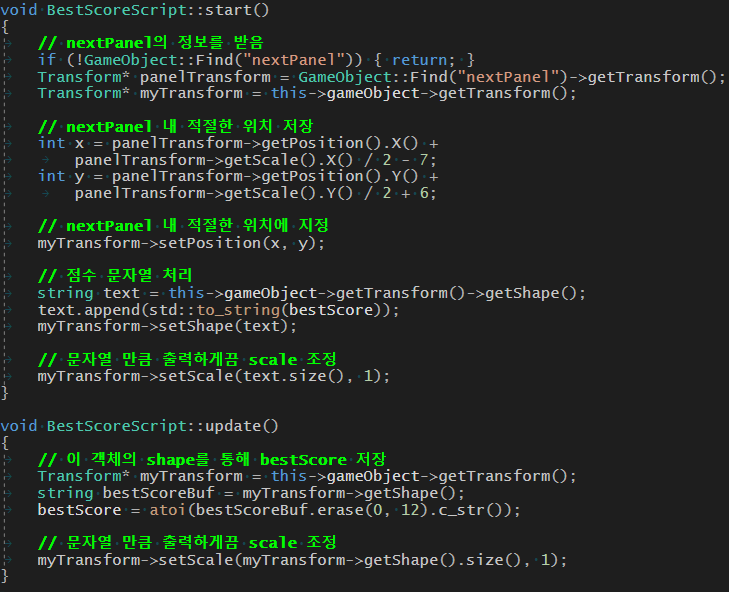 void BestScoreScript::start()
{
    // nextPanel의 정보를 받음
    if (!GameObject::Find("nextPanel")) { return; }
    Transform* panelTransform = GameObject::Find("nextPanel")->getTransform();
    Transform* myTransform = this->gameObject->getTransform();

    // nextPanel 내 적절한 위치 저장
    int x = panelTransform->getPosition().X() +
        panelTransform->getScale().X() / 2 - 7;
    int y = panelTransform->getPosition().Y() +
        panelTransform->getScale().Y() / 2 + 6;

    // nextPanel 내 적절한 위치에 지정
    myTransform->setPosition(x, y);

    // 점수 문자열 처리
    string text = this->gameObject->getTransform()->getShape();
    text.append(std::to_string(bestScore));
    myTransform->setShape(text);

    // 문자열 만큼 출력하게끔 scale 조정
    myTransform->setScale(text.size(), 1);
}

void BestScoreScript::update()
{
    // 이 객체의 shape를 통해 bestScore 저장
    Transform* myTransform = this->gameObject->getTransform();
    string bestScoreBuf = myTransform->getShape();
    bestScore = atoi(bestScoreBuf.erase(0, 12).c_str());

    // 문자열 만큼 출력하게끔 scale 조정
    myTransform->setScale(myTransform->getShape().size(), 1);
}